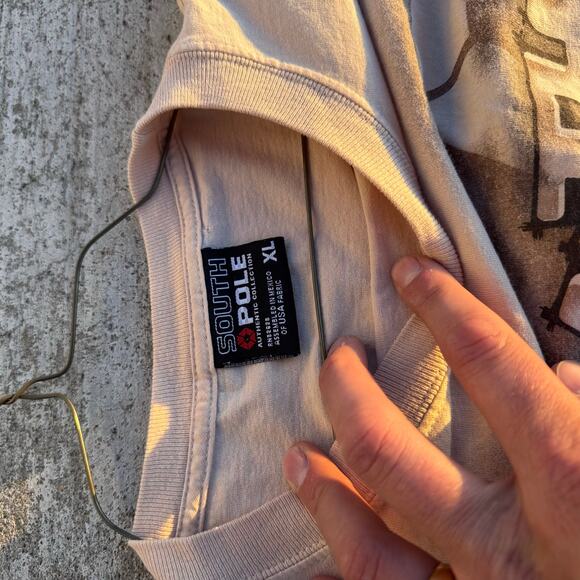 SOUTH
POLE
AUTHENTIC COLLECTION
XL
ASSEMBLED IN MEXICO
OF USA FABRIC